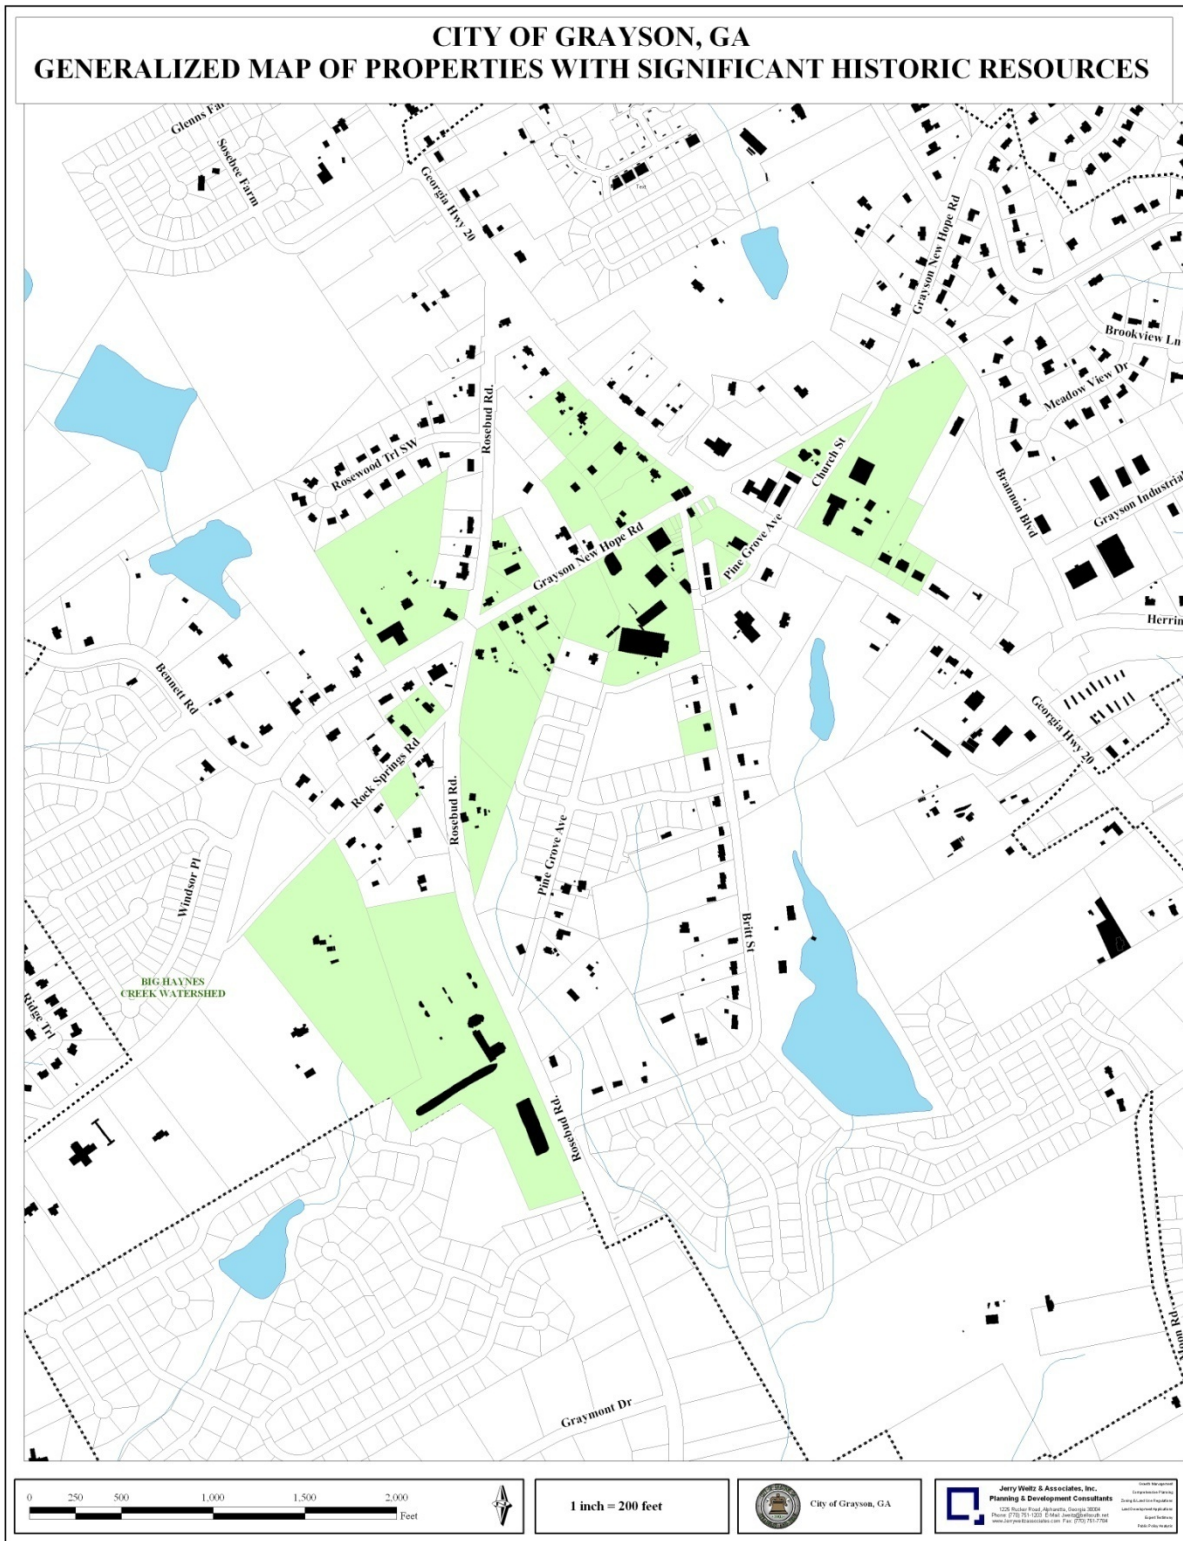 CITY OF GRAYSON, GA
GENERALIZED MAP OF PROPERTIES WITH SIGNIFICANT HISTORIC RESOURCES
Glenns
Sosebee Farm
Georgia Hwy 20
Text
Grayson New Hope Rd
Brookview Ln
Meadow View Dr
Rosebud Rd.
Rosewood Trl SW
Church St
Brannon Blvd
Grayson Industrial
Grayson New Hope Rd
Pine Grove Ave
Herrin
Bennett Rd
Georgia Hwy 20
Rock Springs Rd
Rosebud Rd.
Pine Grove Ave
Windsor Pl
Britt St
BIG HAYNES
CREEK WATERSHED
Ridge Trl
Rosebud Rd.
Rd
Graymont Dr
0 250 500 1,000 1,500 2,000
Feet
1 inch = 200 feet
City of Grayson, GA
Jerry Weitz & Associates, Inc.
Planning & Development Consultants